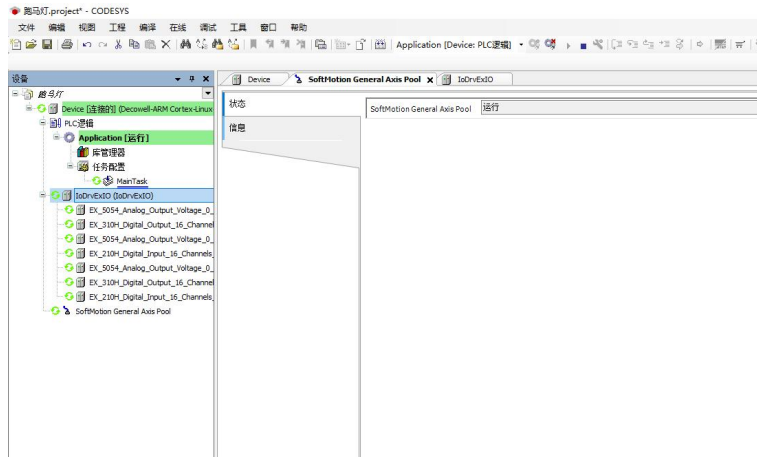 跑马灯.project* - CODESYS
文件 编辑 视图 工程 编译 在线 调试 工具 窗口 帮助
Application [Device: PLC逻辑]
设备
Device
SoftMotion General Axis Pool
IoDrvExIO
跑马灯
Device [连接的] (Decowell-ARM Cortex-Linux
PLC逻辑
Application [运行]
库管理器
任务配置
MainTask
IoDrvExIO (IoDrvExIO)
EX_5054_Analog_Output_Voltage_0_
EX_310H_Digital_Output_16_Channel
EX_5054_Analog_Output_Voltage_0_
EX_210H_Digital_Input_16_Channels_
EX_5054_Analog_Output_Voltage_0_
EX_310H_Digital_Output_16_Channel
EX_210H_Digital_Input_16_Channels_
SoftMotion General Axis Pool
状态
信息
SoftMotion General Axis Pool 运行